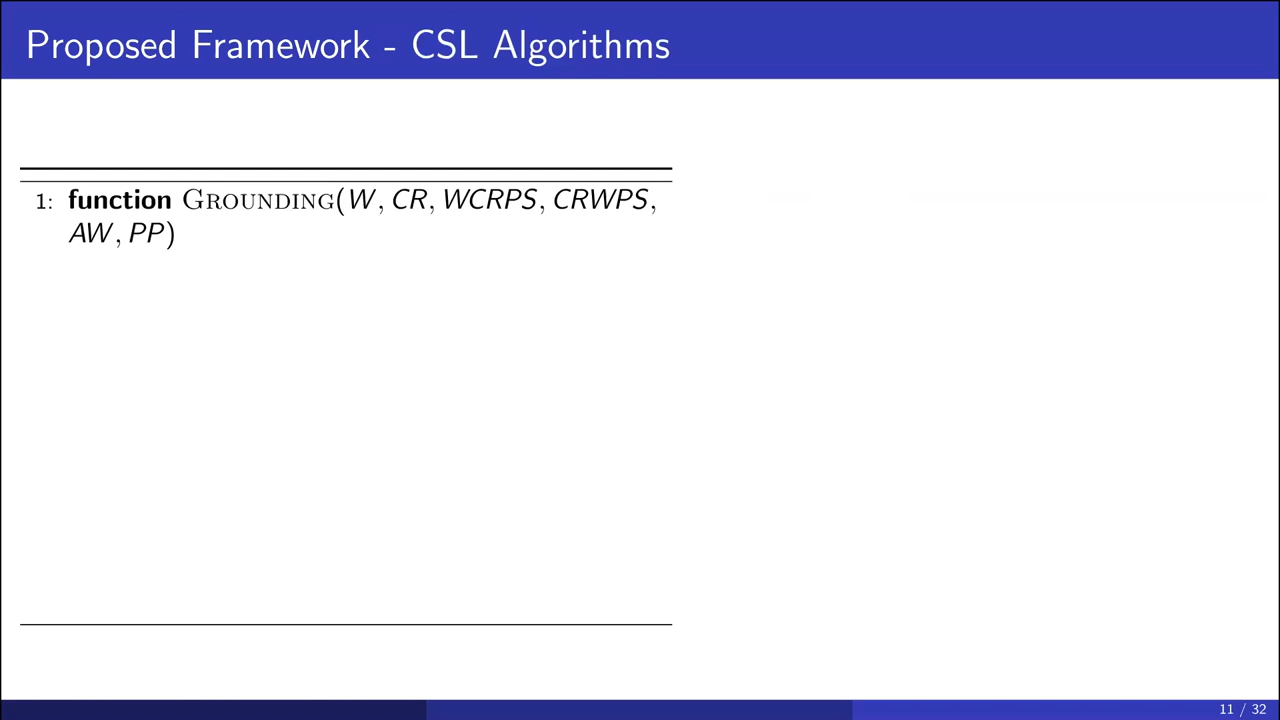 Proposed Framework - CSL Algorithms
1: function Grounding(W, CR, WCRPS, CRWPS,
AW, PP)
11 / 32